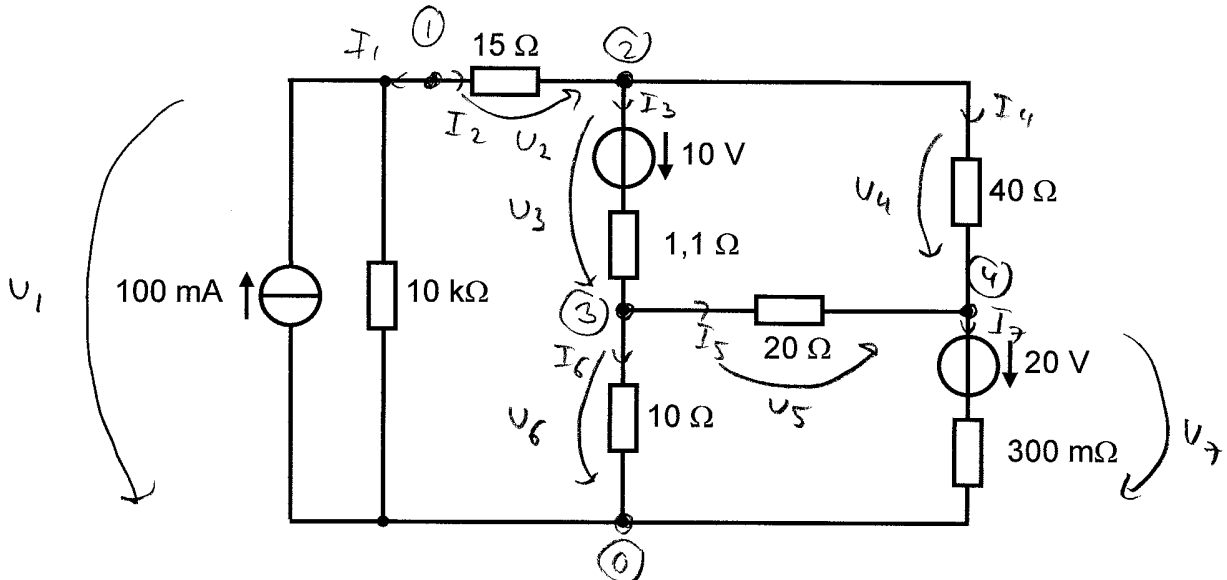 I₁
①
15 Ω
②
I₂
U₂
I₃
I₄
10 V
U₃
U₄
40 Ω
1,1 Ω
U₁
100 mA
10 kΩ
③
④
I₅
20 Ω
I₇
20 V
I₆
U₅
U₆
10 Ω
300 mΩ
U₇
⓪